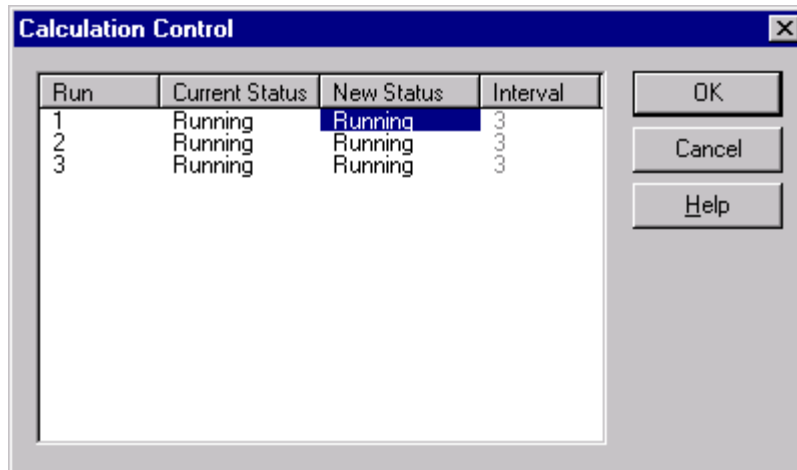 Calculation Control
Run Current Status New Status Interval
1 Running Running 3
2 Running Running 3
3 Running Running 3
OK
Cancel
Help